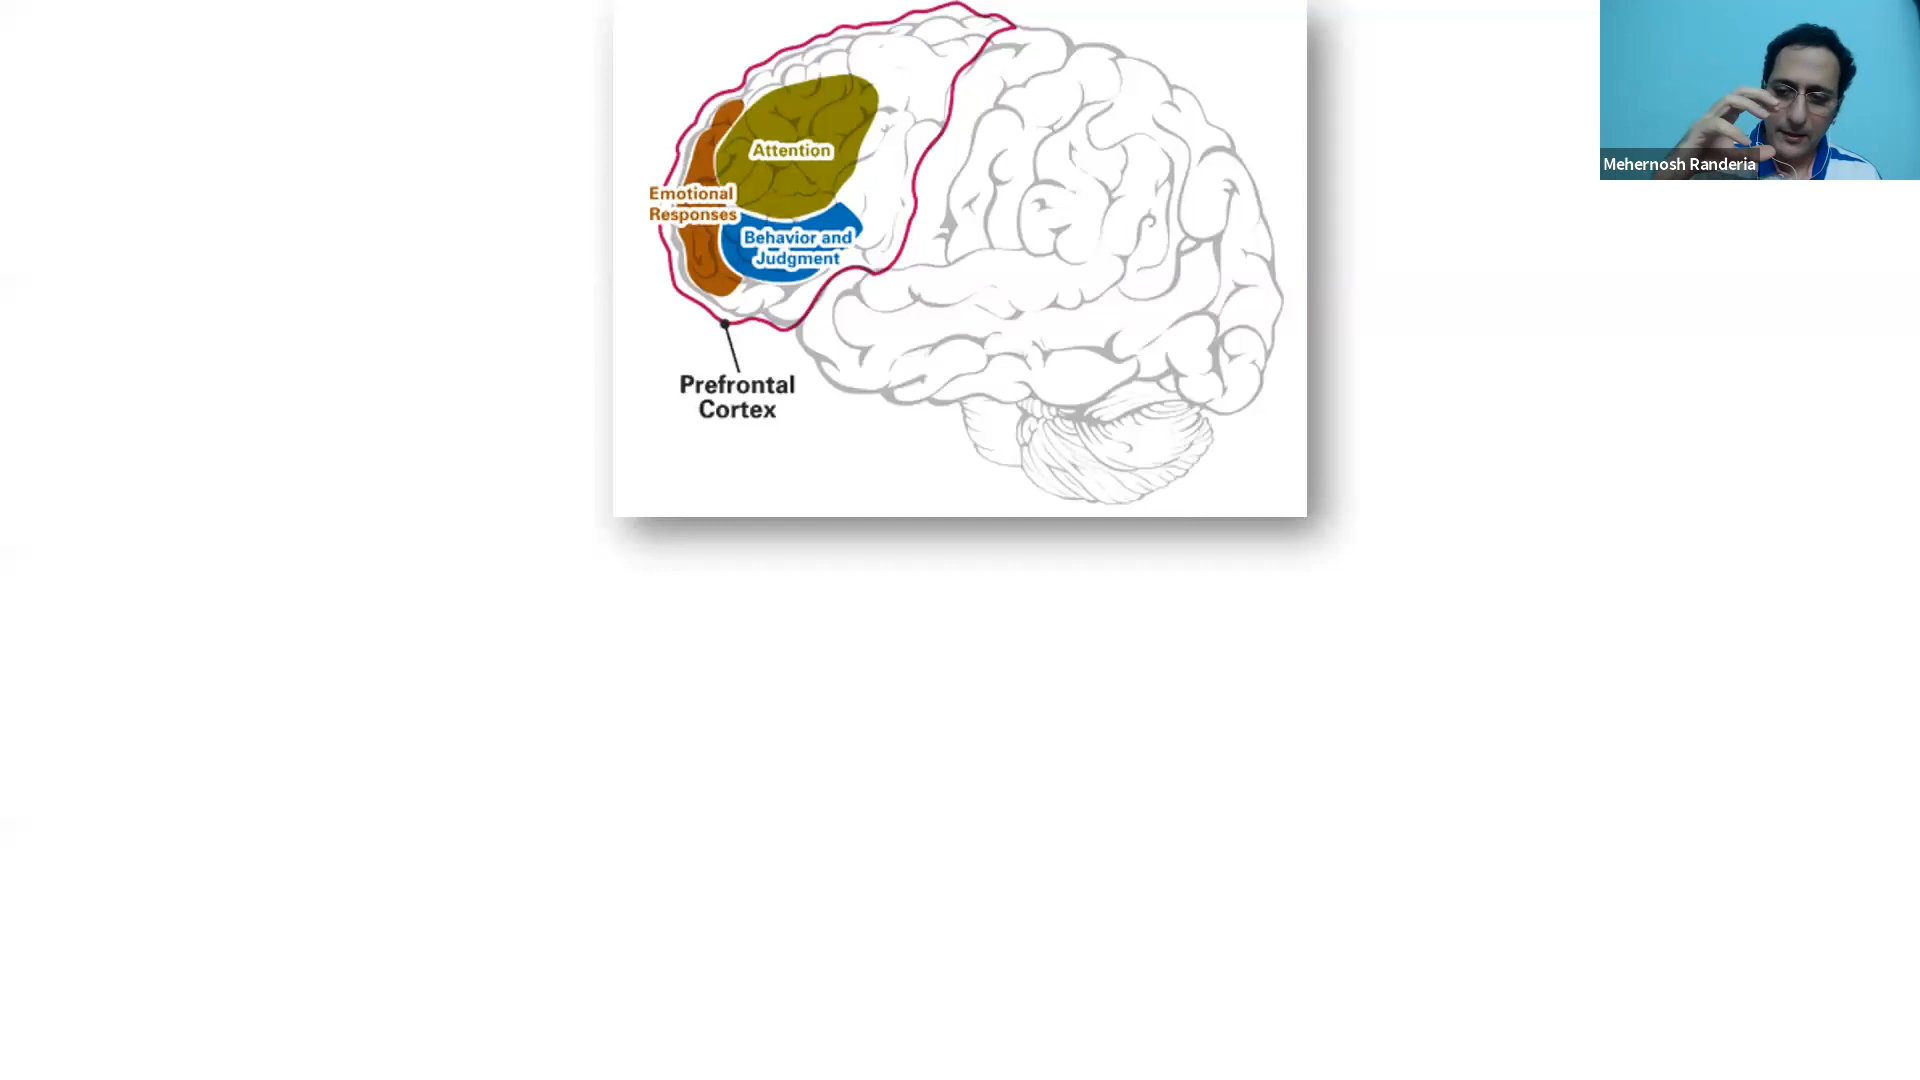 Attention
Emotional
Responses
Behavior and
Judgment
Prefrontal
Cortex
Mehernosh Randeria